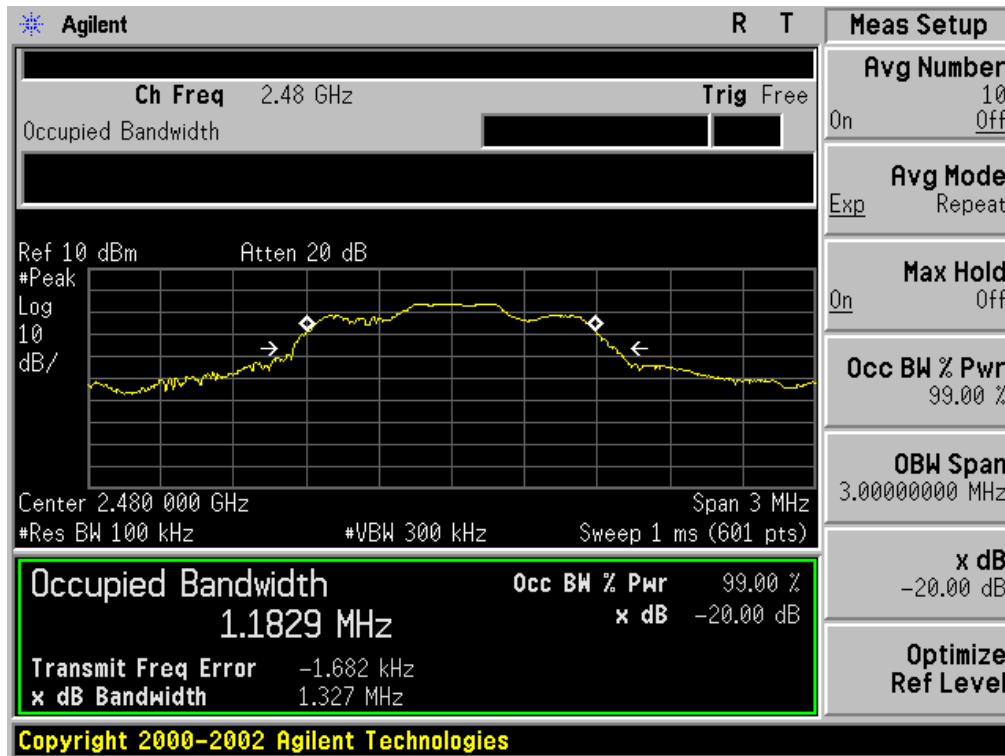 Agilent R T Meas Setup
Ch Freq 2.48 GHz Trig Free
Occupied Bandwidth
Ref 10 dBm Atten 20 dB
#Peak
Log
10
dB/
Center 2.480 000 GHz Span 3 MHz
#Res BW 100 kHz #VBW 300 kHz Sweep 1 ms (601 pts)
Occupied Bandwidth
1.1829 MHz
Occ BW % Pwr 99.00 %
x dB -20.00 dB
Transmit Freq Error -1.682 kHz
x dB Bandwidth 1.327 MHz
Avg Number
10
On Off
Avg Mode
Exp Repeat
Max Hold
On Off
Occ BW % Pwr
99.00 %
OBW Span
3.00000000 MHz
x dB
-20.00 dB
Optimize
Ref Level
Copyright 2000-2002 Agilent Technologies